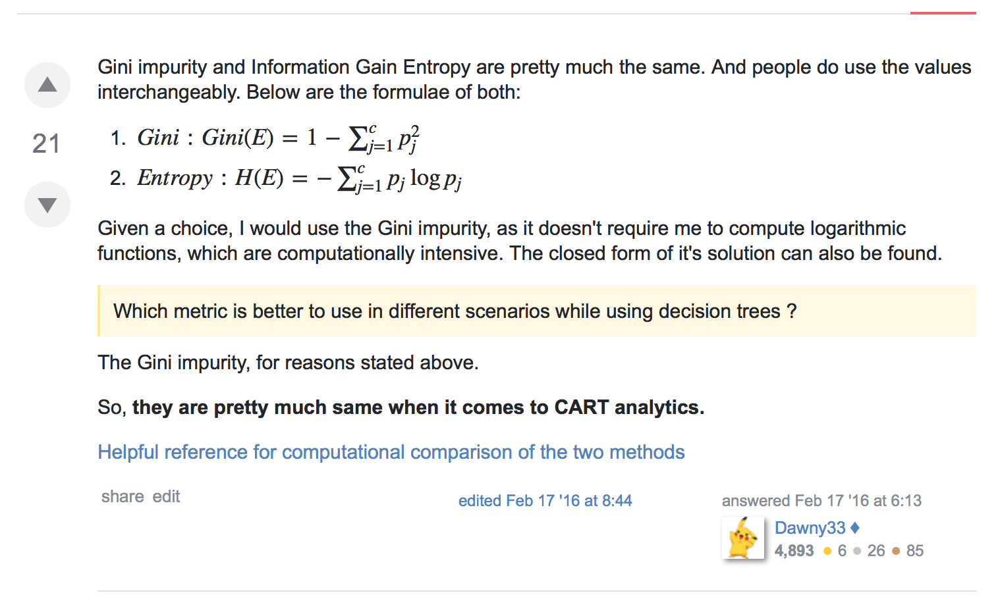 Gini impurity and Information Gain Entropy are pretty much the same. And people do use the values
interchangeably. Below are the formulae of both:
1. Gini : Gini(E) = 1 − ∑_{j=1}^{c} p_j^2
21
2. Entropy : H(E) = − ∑_{j=1}^{c} p_j log p_j
Given a choice, I would use the Gini impurity, as it doesn't require me to compute logarithmic
functions, which are computationally intensive. The closed form of it's solution can also be found.
Which metric is better to use in different scenarios while using decision trees ?
The Gini impurity, for reasons stated above.
So, they are pretty much same when it comes to CART analytics.
Helpful reference for computational comparison of the two methods
share edit
edited Feb 17 '16 at 8:44
answered Feb 17 '16 at 6:13
Dawny33 ♦
4,893 ● 6 ● 26 ● 85